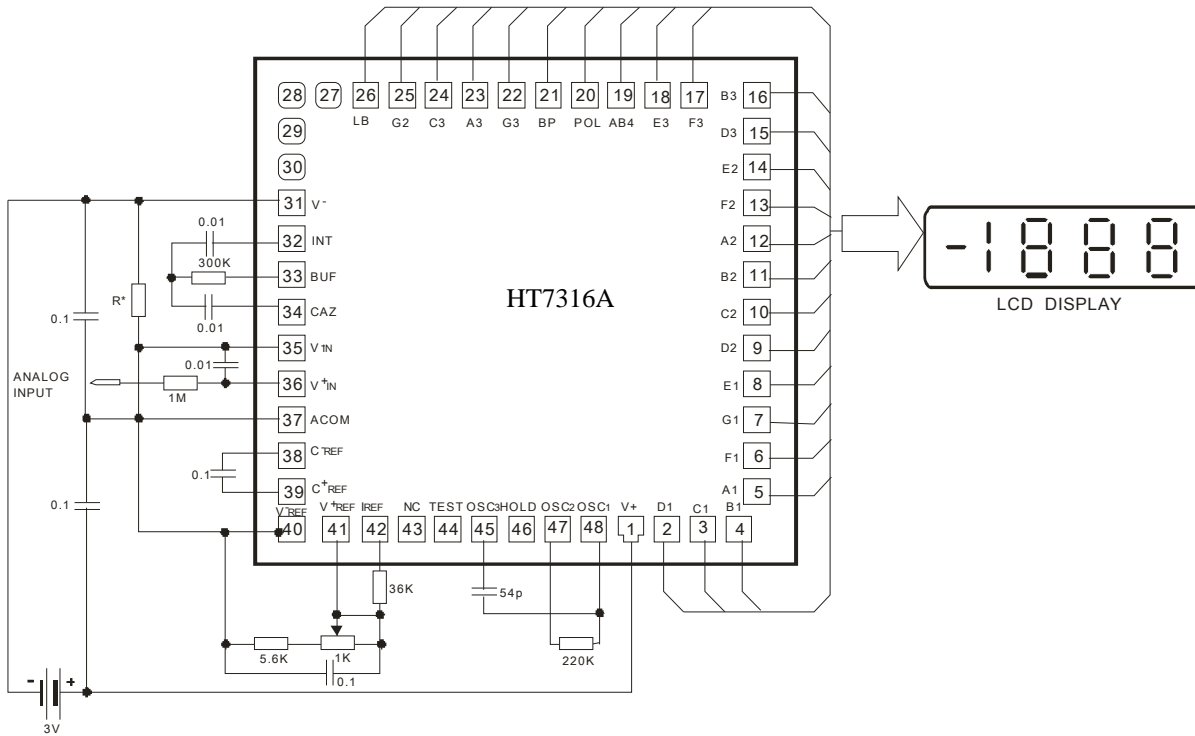 28 27 26 25 24 23 22 21 20 19 18 17
LB G2 C3 A3 G3 BP POL AB4 E3 F3
29
30
31 V-
32 INT
33 BUF
34 CAZ
35 V-IN
36 V+IN
37 ACOM
38 C-REF
39 C+REF
0.01
300K
0.01
R*
0.1
0.01
ANALOG
INPUT
1M
0.1
0.1
HT7316A
B3 16
D3 15
E2 14
F2 13
A2 12
B2 11
C2 10
D2 9
E1 8
G1 7
F1 6
A1 5
-1888
LCD DISPLAY
V-REF V+REF IREF NC TEST OSC3 HOLD OSC2 OSC1 V+ D1 C1 B1
40 41 42 43 44 45 46 47 48 1 2 3 4
36K
54p
5.6K
1K
220K
0.1
- +
3V